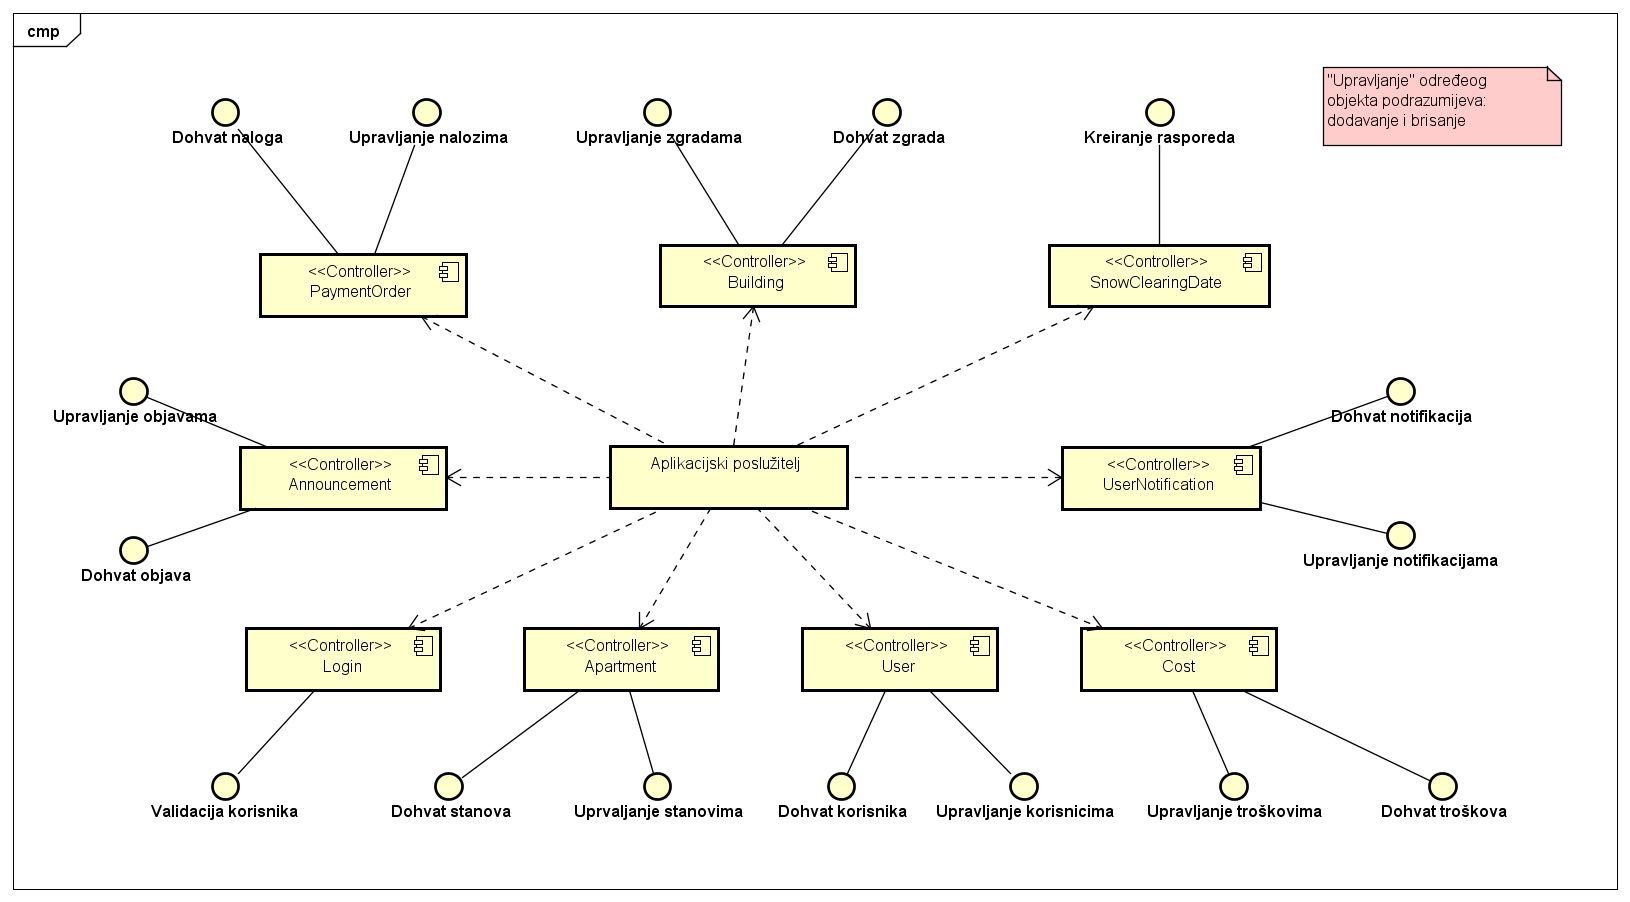 cmp
"Upravljanje" određeog
objekta podrazumijeva:
dodavanje i brisanje
Dohvat naloga
Upravljanje nalozima
Upravljanje zgradama
Dohvat zgrada
Kreiranje rasporeda
<<Controller>>
PaymentOrder
<<Controller>>
Building
<<Controller>>
SnowClearingDate
Upravljanje objavama
Dohvat notifikacija
<<Controller>>
Announcement
Aplikacijski poslužitelj
<<Controller>>
UserNotification
Dohvat objava
Upravljanje notifikacijama
<<Controller>>
Login
<<Controller>>
Apartment
<<Controller>>
User
<<Controller>>
Cost
Validacija korisnika
Dohvat stanova
Uprvaljanje stanovima
Dohvat korisnika
Upravljanje korisnicima
Upravljanje troškovima
Dohvat troškova